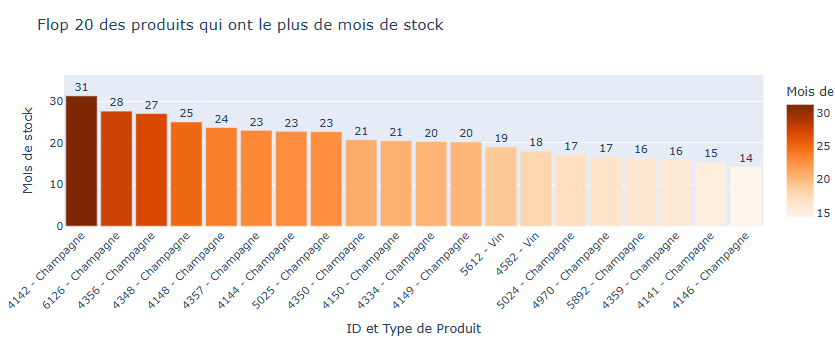 Flop 20 des produits qui ont le plus de mois de stock
Mois de stock
30
20
10
0
31
28
27
25
24
23
23
23
21
21
20
20
19
18
17
17
16
16
15
14
4142 - Champagne
6126 - Champagne
4356 - Champagne
4348 - Champagne
4148 - Champagne
4357 - Champagne
4144 - Champagne
5025 - Champagne
4350 - Champagne
4150 - Champagne
4334 - Champagne
4149 - Champagne
5612 - Vin
4582 - Vin
5024 - Champagne
4970 - Champagne
5892 - Champagne
4359 - Champagne
4141 - Champagne
4146 - Champagne
ID et Type de Produit
Mois de
30
25
20
15